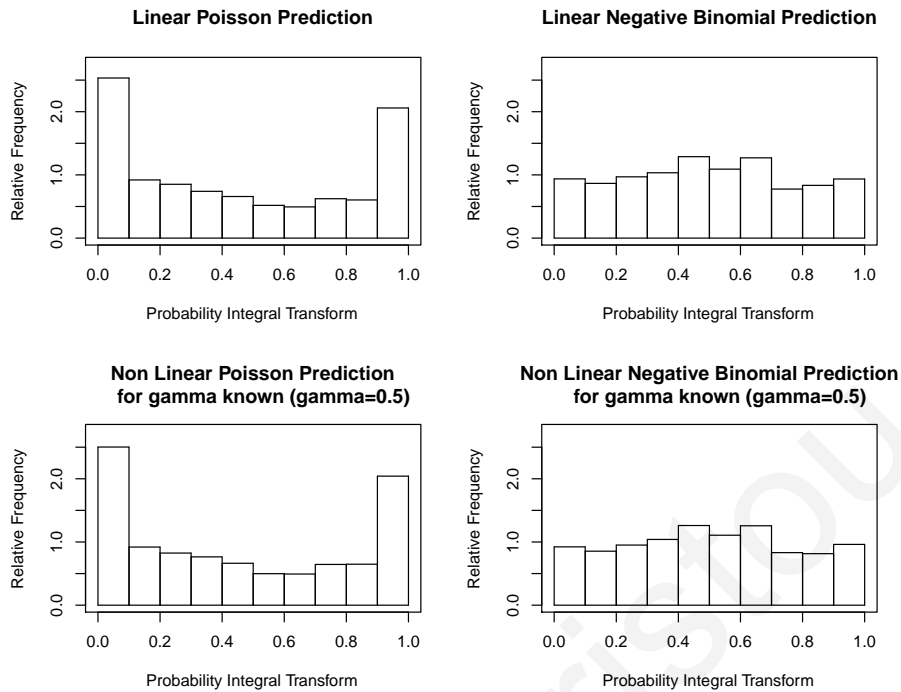 Linear Poisson Prediction
Relative Frequency
2.0
1.0
0.0
0.0 0.2 0.4 0.6 0.8 1.0
Probability Integral Transform
Linear Negative Binomial Prediction
Relative Frequency
2.0
1.0
0.0
0.0 0.2 0.4 0.6 0.8 1.0
Probability Integral Transform
Non Linear Poisson Prediction
for gamma known (gamma=0.5)
Relative Frequency
2.0
1.0
0.0
0.0 0.2 0.4 0.6 0.8 1.0
Probability Integral Transform
Non Linear Negative Binomial Prediction
for gamma known (gamma=0.5)
Relative Frequency
2.0
1.0
0.0
0.0 0.2 0.4 0.6 0.8 1.0
Probability Integral Transform
ristou